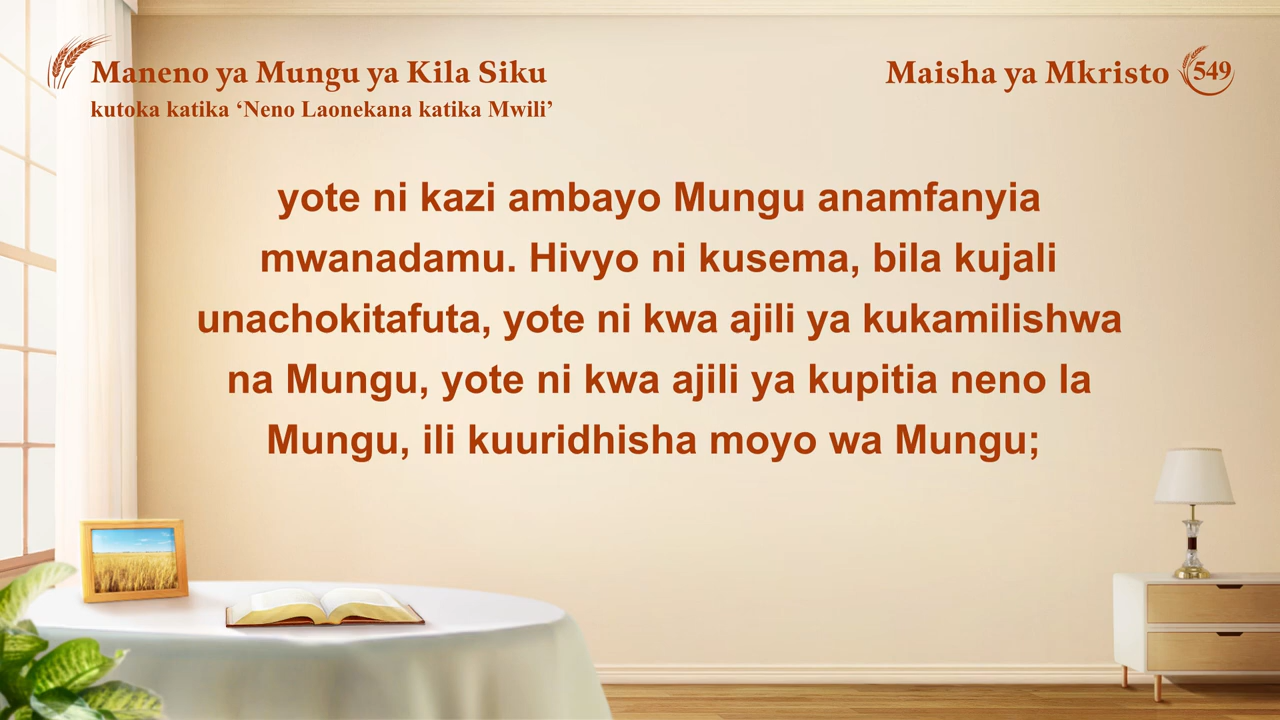 Maneno ya Mungu ya Kila Siku
kutoka katika ‘Neno Laonekana katika Mwili’
Maisha ya Mkristo 549
yote ni kazi ambayo Mungu anamfanyia
mwanadamu. Hivyo ni kusema, bila kujali
unachokitafuta, yote ni kwa ajili ya kukamilishwa
na Mungu, yote ni kwa ajili ya kupitia neno la
Mungu, ili kuuridhisha moyo wa Mungu;